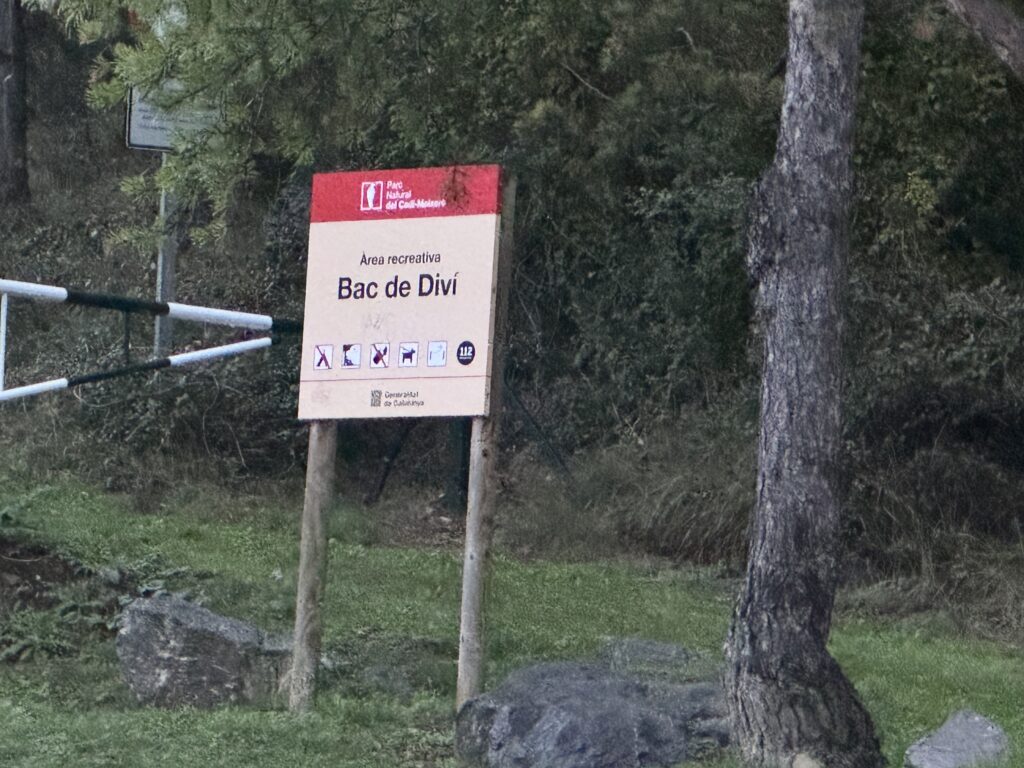 Parc
Natural
del Cadí-Moixeró
Àrea recreativa
Bac de Diví
112
Generalitat
de Catalunya